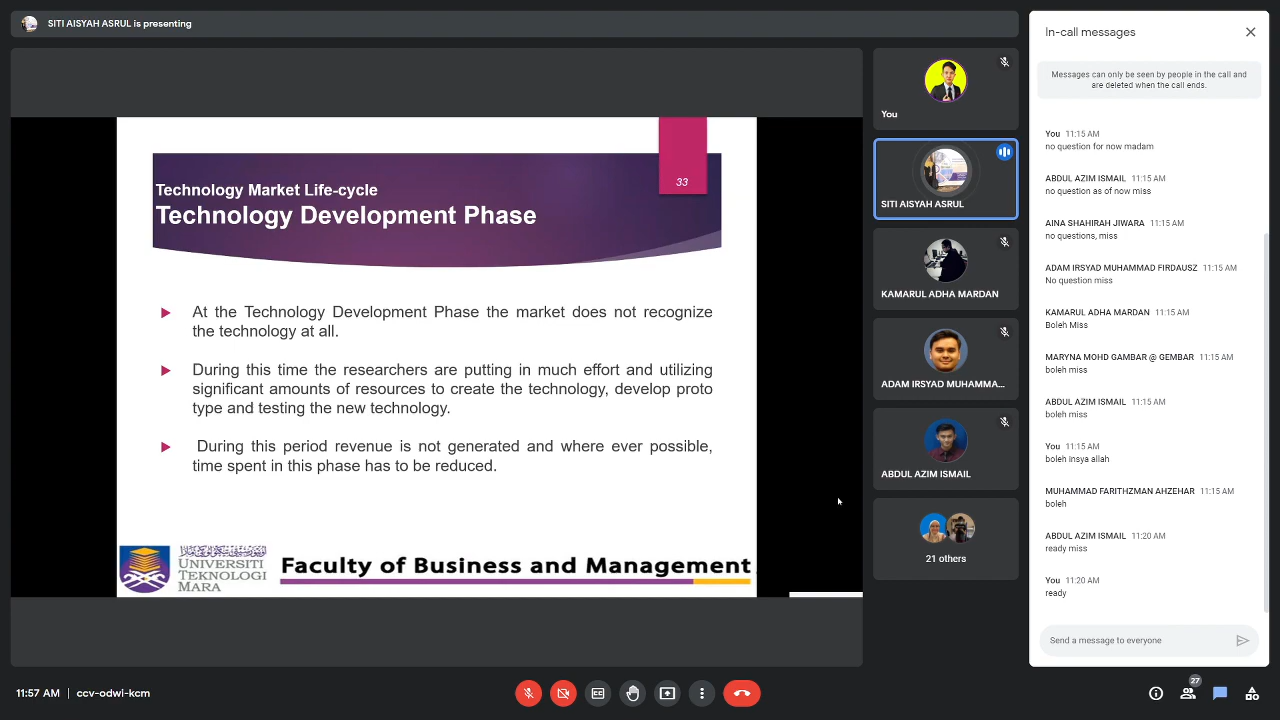 SITI AISYAH ASRUL is presenting
33
Technology Market Life-cycle
Technology Development Phase
At the Technology Development Phase the market does not recognize
the technology at all.
During this time the researchers are putting in much effort and utilizing
significant amounts of resources to create the technology, develop proto
type and testing the new technology.
During this period revenue is not generated and where ever possible,
time spent in this phase has to be reduced.
UNIVERSITI
TEKNOLOGI
MARA
Faculty of Business and Management
You
SITI AISYAH ASRUL
KAMARUL ADHA MARDAN
ADAM IRSYAD MUHAMMA...
ABDUL AZIM ISMAIL
21 others
In-call messages
Messages can only be seen by people in the call and
are deleted when the call ends.
You 11:15 AM
no question for now madam
ABDUL AZIM ISMAIL 11:15 AM
no question as of now miss
AINA SHAHIRAH JIWARA 11:15 AM
no questions, miss
ADAM IRSYAD MUHAMMAD FIRDAUSZ 11:15 AM
No question miss
KAMARUL ADHA MARDAN 11:15 AM
Boleh Miss
MARYNA MOHD GAMBAR @ GEMBAR 11:15 AM
boleh miss
ABDUL AZIM ISMAIL 11:15 AM
boleh miss
You 11:15 AM
boleh insya allah
MUHAMMAD FARITHZMAN AHZEHAR 11:15 AM
boleh
ABDUL AZIM ISMAIL 11:20 AM
ready miss
You 11:20 AM
ready
Send a message to everyone
11:57 AM | ccv-odwi-kcm
27